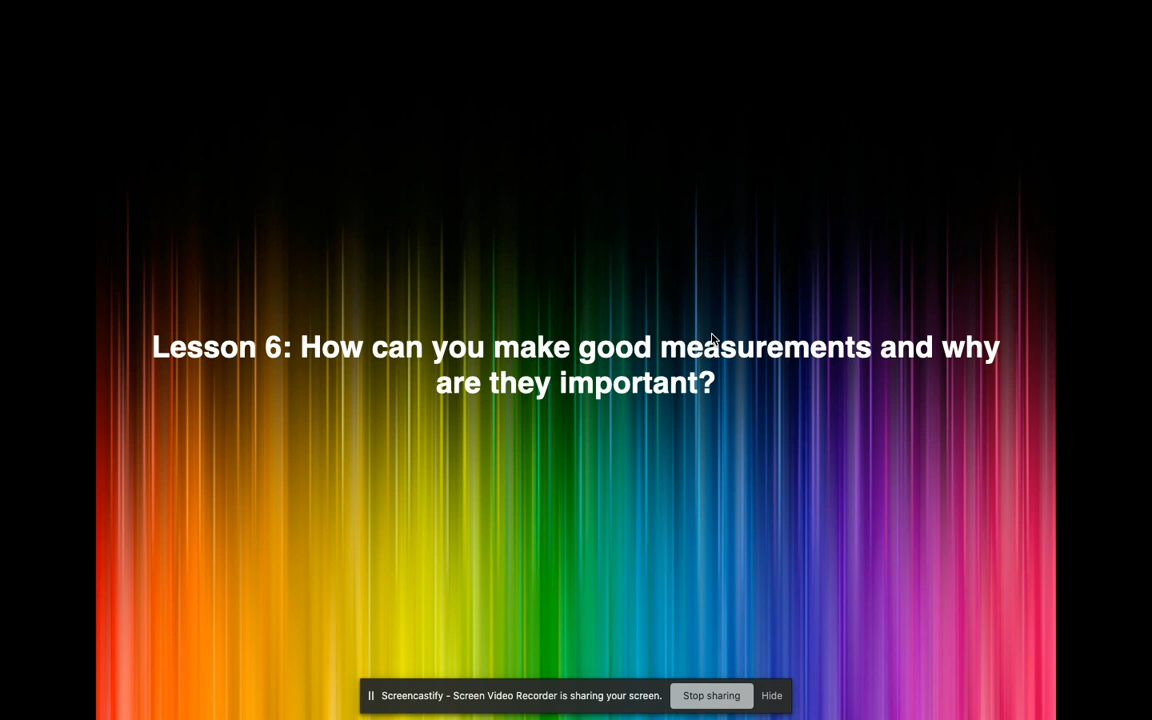 Lesson 6: How can you make good measurements and why
are they important?
Screencastify - Screen Video Recorder is sharing your screen. Stop sharing Hide